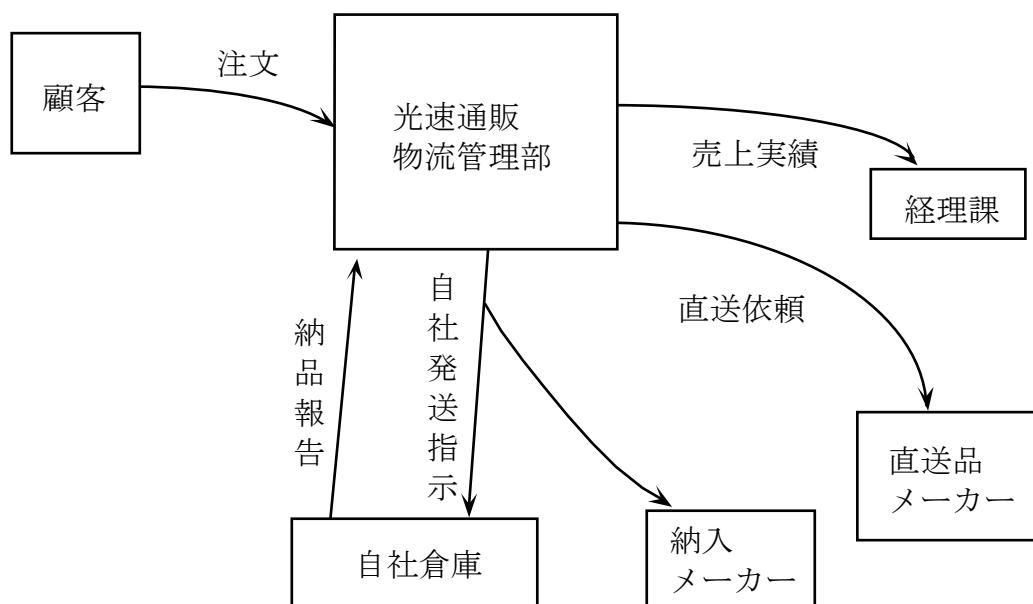 顧客
注文
光速通販
物流管理部
売上実績
経理課
直送依頼
自社発送指示
納品報告
直送品
メーカー
自社倉庫
納入
メーカー